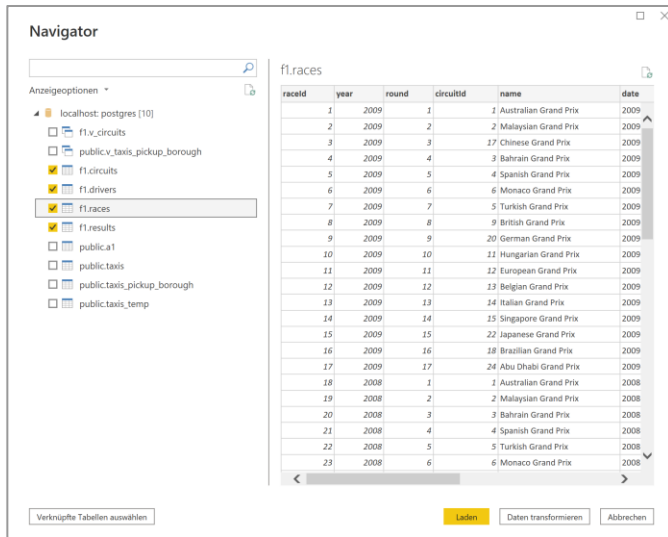 Navigator
Anzeigeoptionen
localhost: postgres [10]
f1.v_circuits
public.v_taxis_pickup_borough
f1.circuits
f1.drivers
f1.races
f1.results
public.a1
public.taxis
public.taxis_pickup_borough
public.taxis_temp
f1.races
raceId year round circuitId name date
1 2009 1 1 Australian Grand Prix 2009
2 2009 2 2 Malaysian Grand Prix 2009
3 2009 3 17 Chinese Grand Prix 2009
4 2009 4 3 Bahrain Grand Prix 2009
5 2009 5 4 Spanish Grand Prix 2009
6 2009 6 6 Monaco Grand Prix 2009
7 2009 7 5 Turkish Grand Prix 2009
8 2009 8 9 British Grand Prix 2009
9 2009 9 20 German Grand Prix 2009
10 2009 10 11 Hungarian Grand Prix 2009
11 2009 11 12 European Grand Prix 2009
12 2009 12 13 Belgian Grand Prix 2009
13 2009 13 14 Italian Grand Prix 2009
14 2009 14 15 Singapore Grand Prix 2009
15 2009 15 22 Japanese Grand Prix 2009
16 2009 16 18 Brazilian Grand Prix 2009
17 2009 17 24 Abu Dhabi Grand Prix 2009
18 2008 1 1 Australian Grand Prix 2008
19 2008 2 2 Malaysian Grand Prix 2008
20 2008 3 3 Bahrain Grand Prix 2008
21 2008 4 4 Spanish Grand Prix 2008
22 2008 5 5 Turkish Grand Prix 2008
23 2008 6 6 Monaco Grand Prix 2008
Verknüpfte Tabellen auswählen
Laden
Daten transformieren
Abbrechen